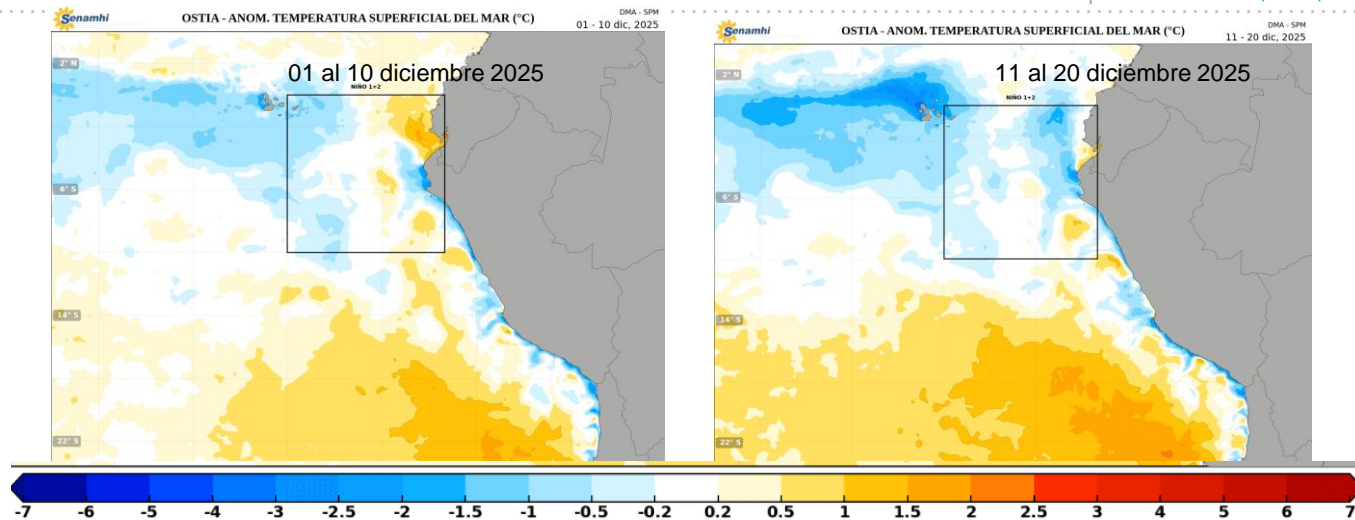 Senamhi
OSTIA - ANOM. TEMPERATURA SUPERFICIAL DEL MAR (°C)
DMA - SPM
01 - 10 dic, 2025
01 al 10 diciembre 2025
NIÑO 1+2
2° N
6° S
14° S
22° S
Senamhi
OSTIA - ANOM. TEMPERATURA SUPERFICIAL DEL MAR (°C)
DMA - SPM
11 - 20 dic, 2025
11 al 20 diciembre 2025
NIÑO 1+2
2° N
6° S
14° S
22° S
-7 -6 -5 -4 -3 -2.5 -2 -1.5 -1 -0.5 -0.2 0.2 0.5 1 1.5 2 2.5 3 4 5 6 7